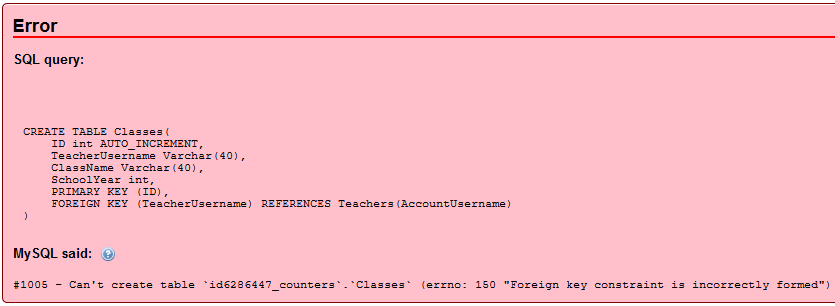 Error
SQL query:
CREATE TABLE Classes(
ID int AUTO_INCREMENT,
TeacherUsername Varchar(40),
ClassName Varchar(40),
SchoolYear int,
PRIMARY KEY (ID),
FOREIGN KEY (TeacherUsername) REFERENCES Teachers(AccountUsername)
)
MySQL said:
#1005 - Can't create table `id6286447_counters`.`Classes` (errno: 150 "Foreign key constraint is incorrectly formed")